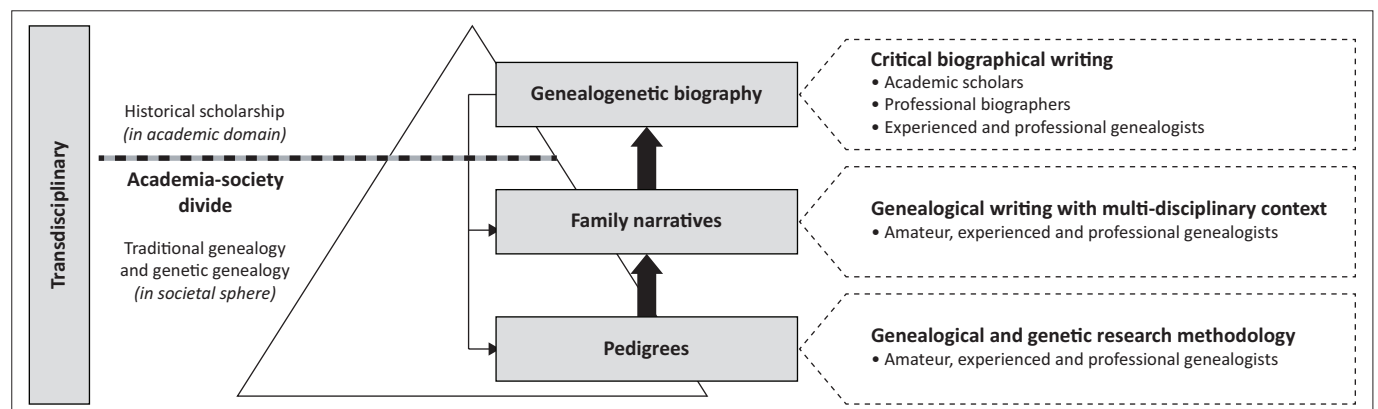 Transdisciplinary
Historical scholarship
(in academic domain)
Academia-society
divide
Traditional genealogy
and genetic genealogy
(in societal sphere)
Genealogenetic biography
Family narratives
Pedigrees
Critical biographical writing
• Academic scholars
• Professional biographers
• Experienced and professional genealogists
Genealogical writing with multi-disciplinary context
• Amateur, experienced and professional genealogists
Genealogical and genetic research methodology
• Amateur, experienced and professional genealogists